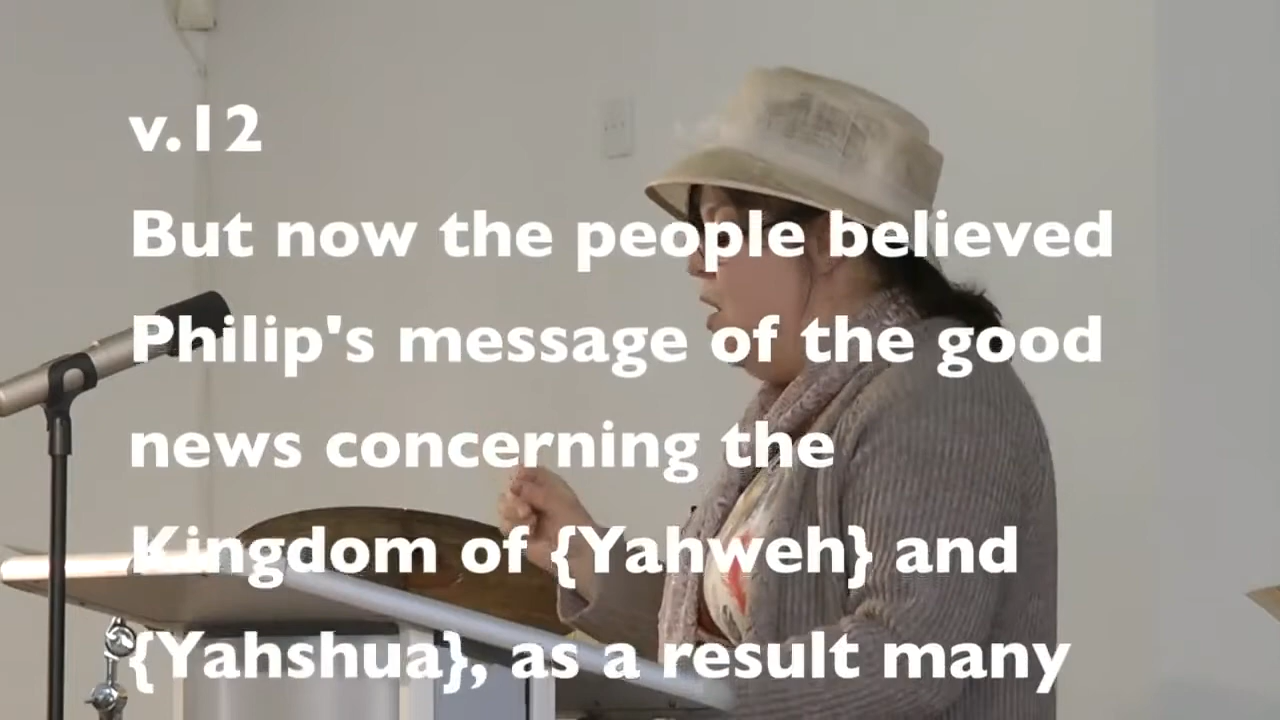 v.12
But now the people believed
Philip's message of the good
news concerning the
Kingdom of {Yahweh} and
{Yahshua}, as a result many